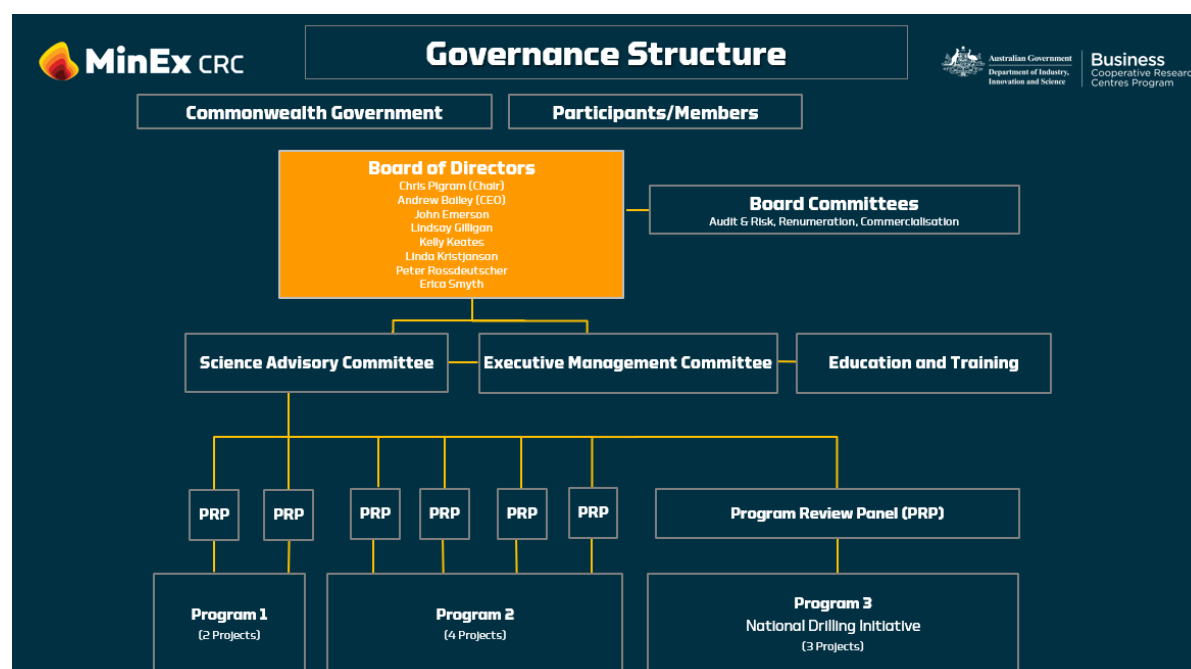 MinEx CRC
Governance Structure
Australian Government
Department of Industry,
Innovation and Science
Business
Cooperative Research
Centres Program
Commonwealth Government
Participants/Members
Board of Directors
Chris Pigram (Chair)
Andrew Bailey (CEO)
John Emerson
Lindsay Gilligan
Kelly Keates
Linda Kristjanson
Peter Rossdeutscher
Erica Smyth
Board Committees
Audit & Risk, Renumeration, Commercialisation
Science Advisory Committee
Executive Management Committee
Education and Training
PRP
PRP
PRP
PRP
PRP
PRP
Program Review Panel (PRP)
Program 1
(2 Projects)
Program 2
(4 Projects)
Program 3
National Drilling Initiative
(3 Projects)